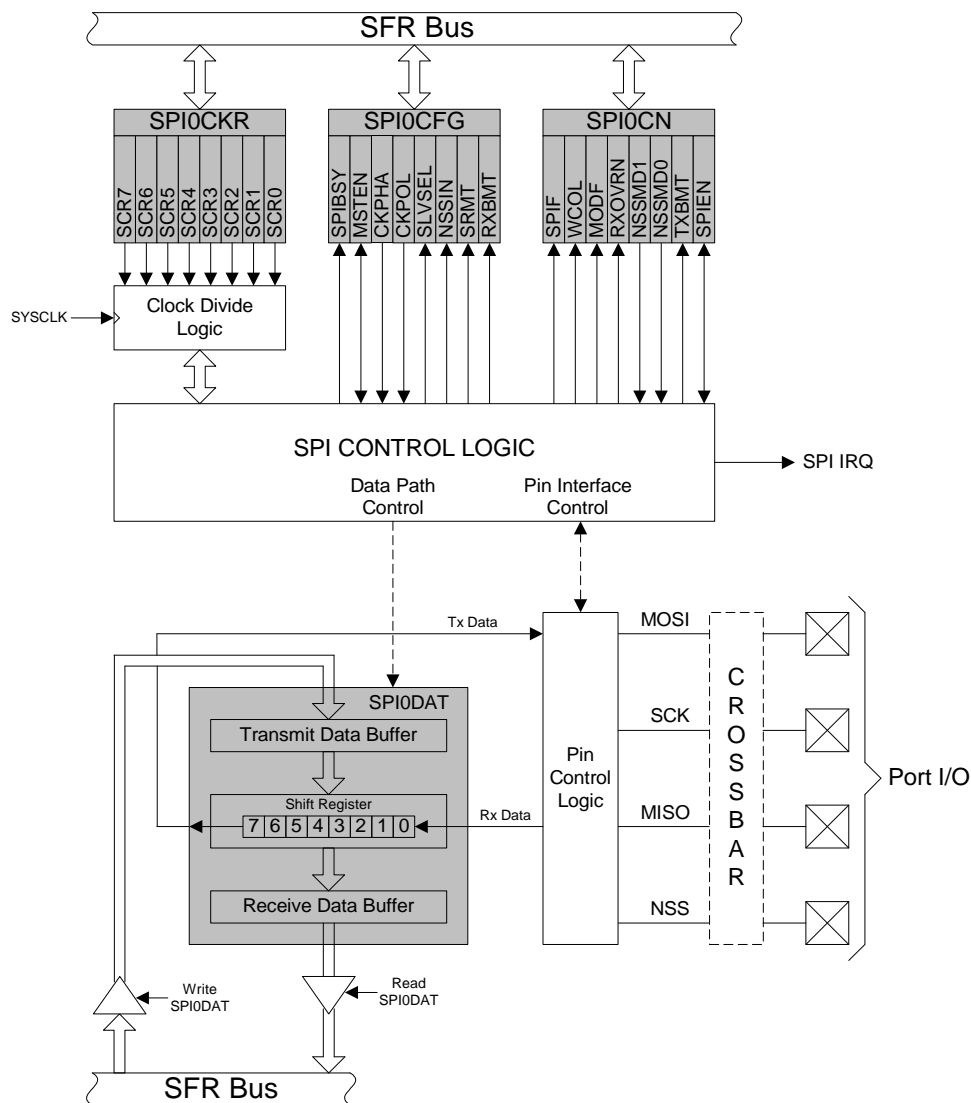 SFR Bus
SPI0CKR
SPI0CFG
SPI0CN
SCR7
SCR6
SCR5
SCR4
SCR3
SCR2
SCR1
SCR0
SPIBSY
MSTEN
CKPHA
CKPOL
SLVSEL
NSSIN
SRMT
RXBMT
SPIF
WCOL
MODF
RXOVRN
NSSMD1
NSSMD0
TXBMT
SPIEN
SYSCLK
Clock Divide
Logic
SPI CONTROL LOGIC
SPI IRQ
Data Path
Control
Pin Interface
Control
Tx Data
MOSI
SPI0DAT
Transmit Data Buffer
SCK
Shift Register
7 6 5 4 3 2 1 0
Rx Data
Pin
Control
Logic
MISO
Receive Data Buffer
NSS
CROSSBAR
Port I/O
Write
SPI0DAT
Read
SPI0DAT
SFR Bus